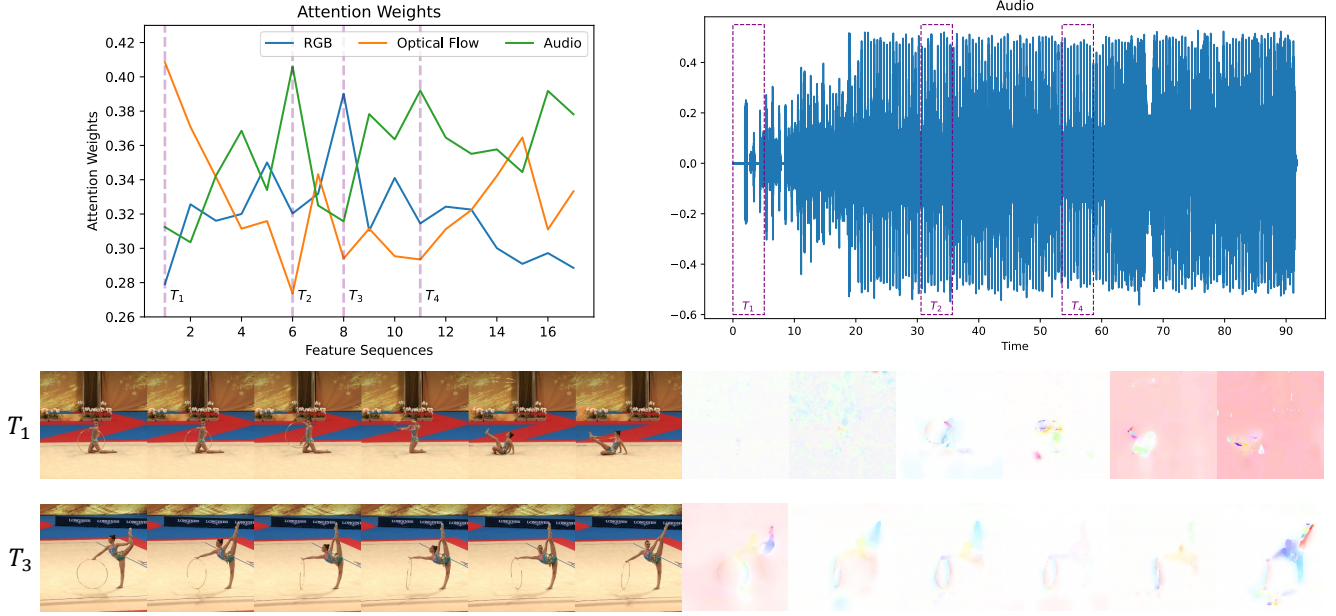 Attention Weights
RGB
Optical Flow
Audio
0.42
0.40
0.38
0.36
0.34
0.32
0.30
0.28
0.26
Attention Weights
T1
T2
T3
T4
2 4 6 8 10 12 14 16
Feature Sequences
Audio
0.4
0.2
0.0
−0.2
−0.4
−0.6
T1
T2
T4
0 10 20 30 40 50 60 70 80 90
Time
T1
T3